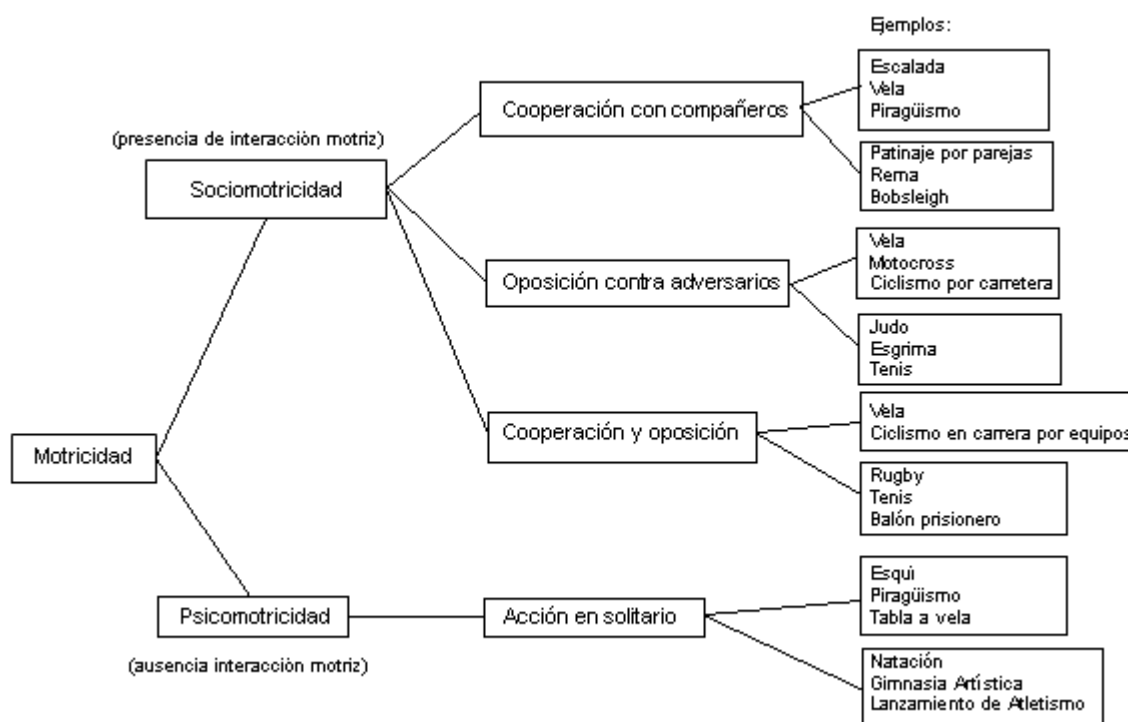 Ejemplos:
Escalada
Vela
Piragüismo
Cooperación con compañeros
(presencia de interacción motriz)
Patinaje por parejas
Rema
Bobsleigh
Sociomotricidad
Vela
Motocross
Ciclismo por carretera
Oposición contra adversarios
Judo
Esgrima
Tenis
Vela
Ciclismo en carrera por equipos
Cooperación y oposición
Motricidad
Rugby
Tenis
Balón prisionero
Esqui
Piragüismo
Tabla a vela
Psicomotricidad
Acción en solitario
(ausencia interacción motriz)
Natación
Gimnasia Artística
Lanzamiento de Atletismo